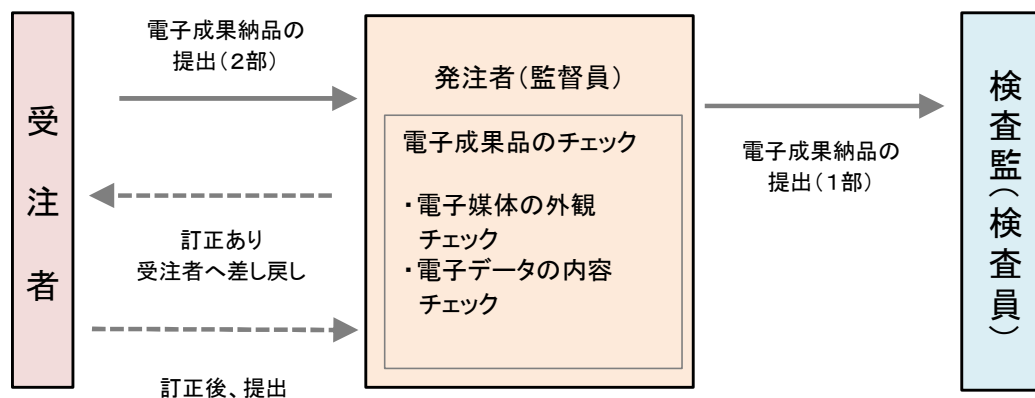 受注者
電子成果納品の
提出(2部)
訂正あり
受注者へ差し戻し
訂正後、提出
発注者(監督員)
電子成果品のチェック
・電子媒体の外観
チェック
・電子データの内容
チェック
電子成果納品の
提出(1部)
検査監(検査員)